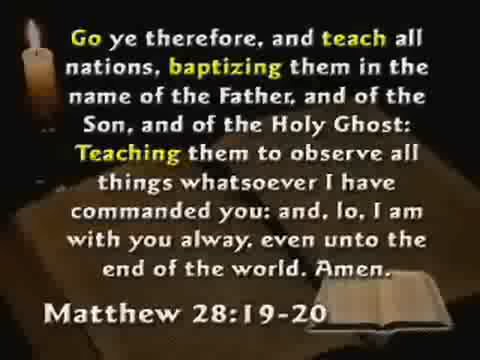 Go ye therefore, and teach all
nations, baptizing them in the
name of the Father, and of the
Son, and of the Holy Ghost:
Teaching them to observe all
things whatsoever I have
commanded you: and, lo, I am
with you alway, even unto the
end of the world. Amen.
Matthew 28:19-20